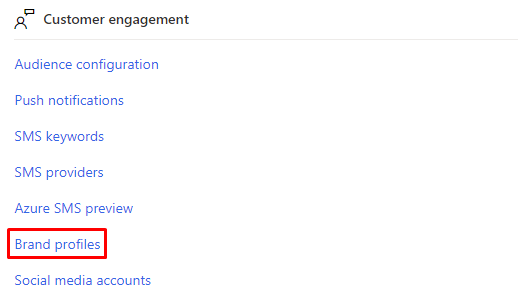 Customer engagement
Audience configuration
Push notifications
SMS keywords
SMS providers
Azure SMS preview
Brand profiles
Social media accounts